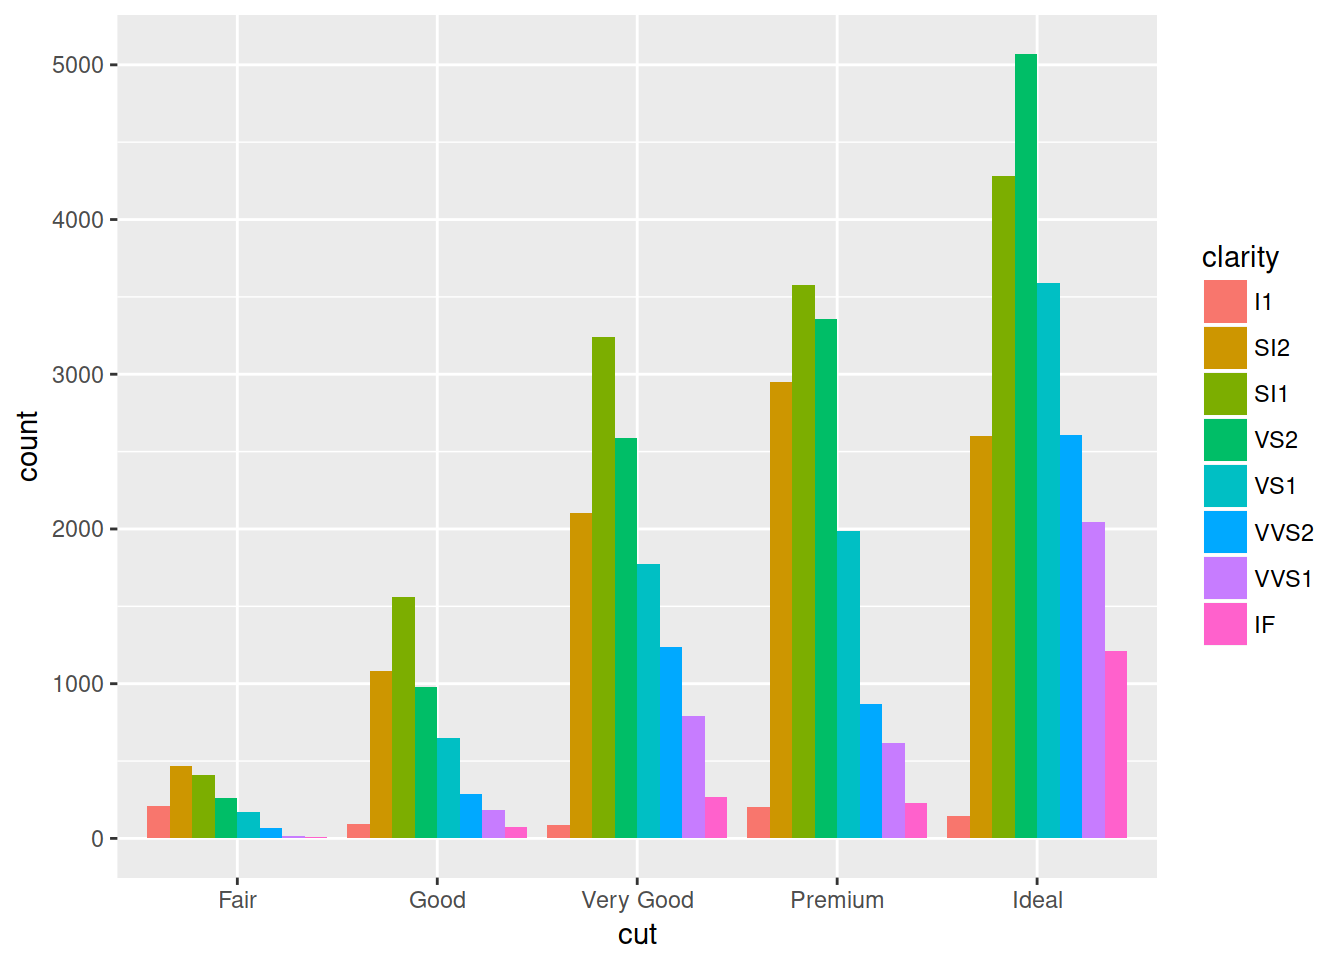 5000
4000
3000
2000
1000
0
count
Fair Good Very Good Premium Ideal
cut
clarity
I1
SI2
SI1
VS2
VS1
VVS2
VVS1
IF